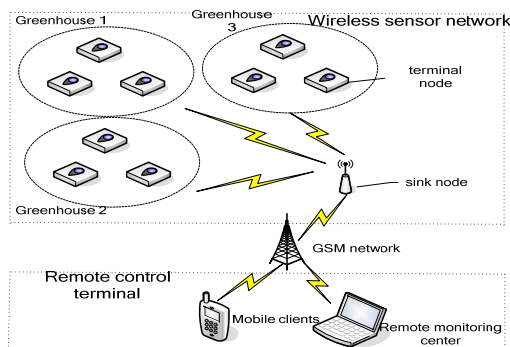 Greenhouse 1
Greenhouse
3
Wireless sensor network
terminal
node
sink node
Greenhouse 2
GSM network
Remote control
terminal
Mobile clients
Remote monitoring
center